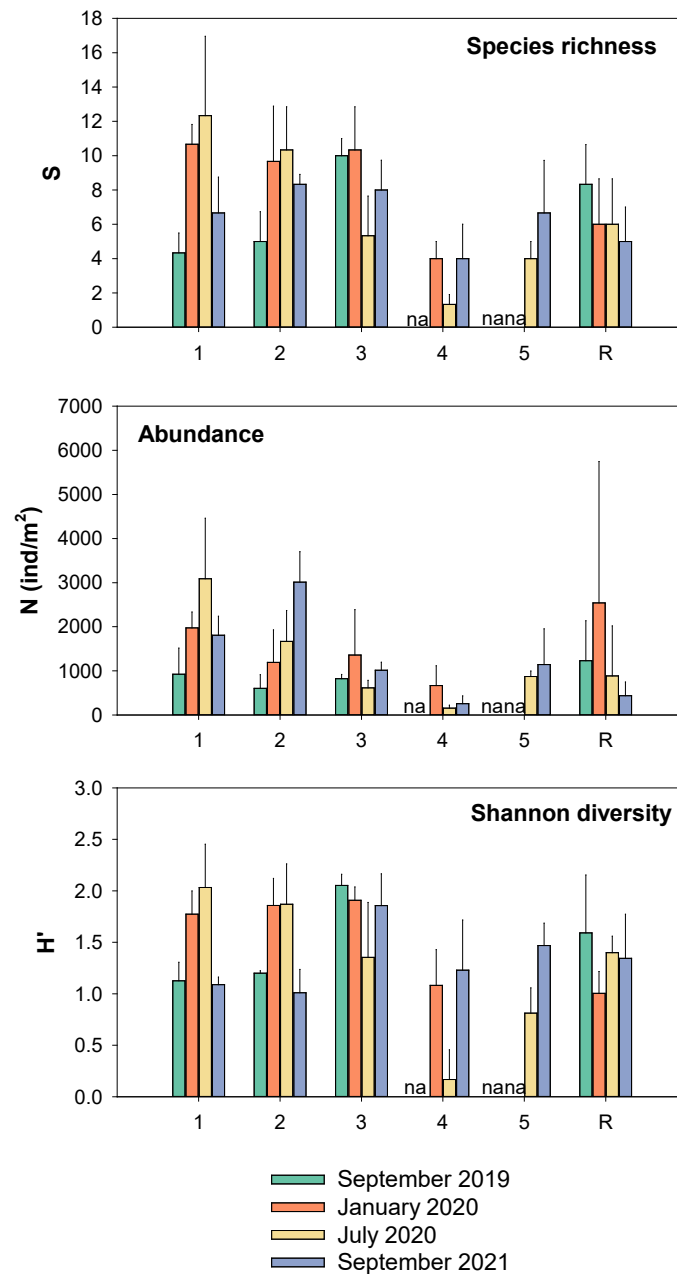 18
16
14
12
10
8
6
4
2
0
S
Species richness
na
nana
1 2 3 4 5 R
7000
6000
5000
4000
3000
2000
1000
0
N (ind/m²)
Abundance
na
nana
1 2 3 4 5 R
3.0
2.5
2.0
1.5
1.0
0.5
0.0
H'
Shannon diversity
na
nana
1 2 3 4 5 R
September 2019
January 2020
July 2020
September 2021